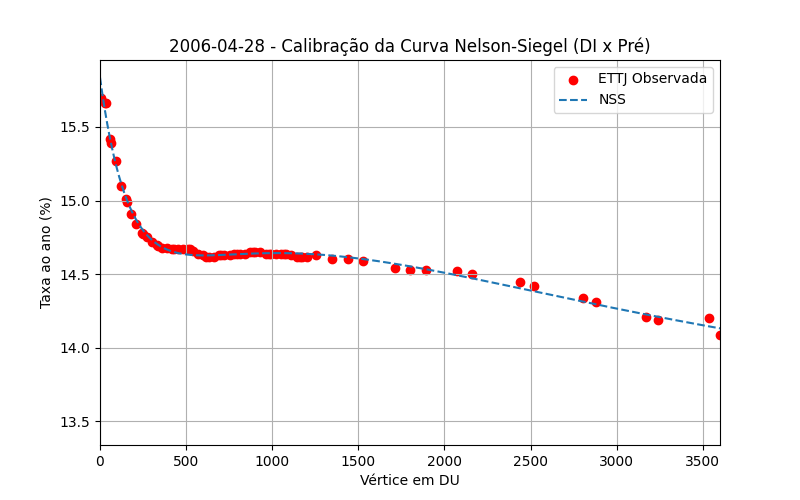 2006-04-28 - Calibração da Curva Nelson-Siegel (DI x Pré)
ETTJ Observada
NSS
Taxa ao ano (%)
15.5
15.0
14.5
14.0
13.5
0 500 1000 1500 2000 2500 3000 3500
Vértice em DU